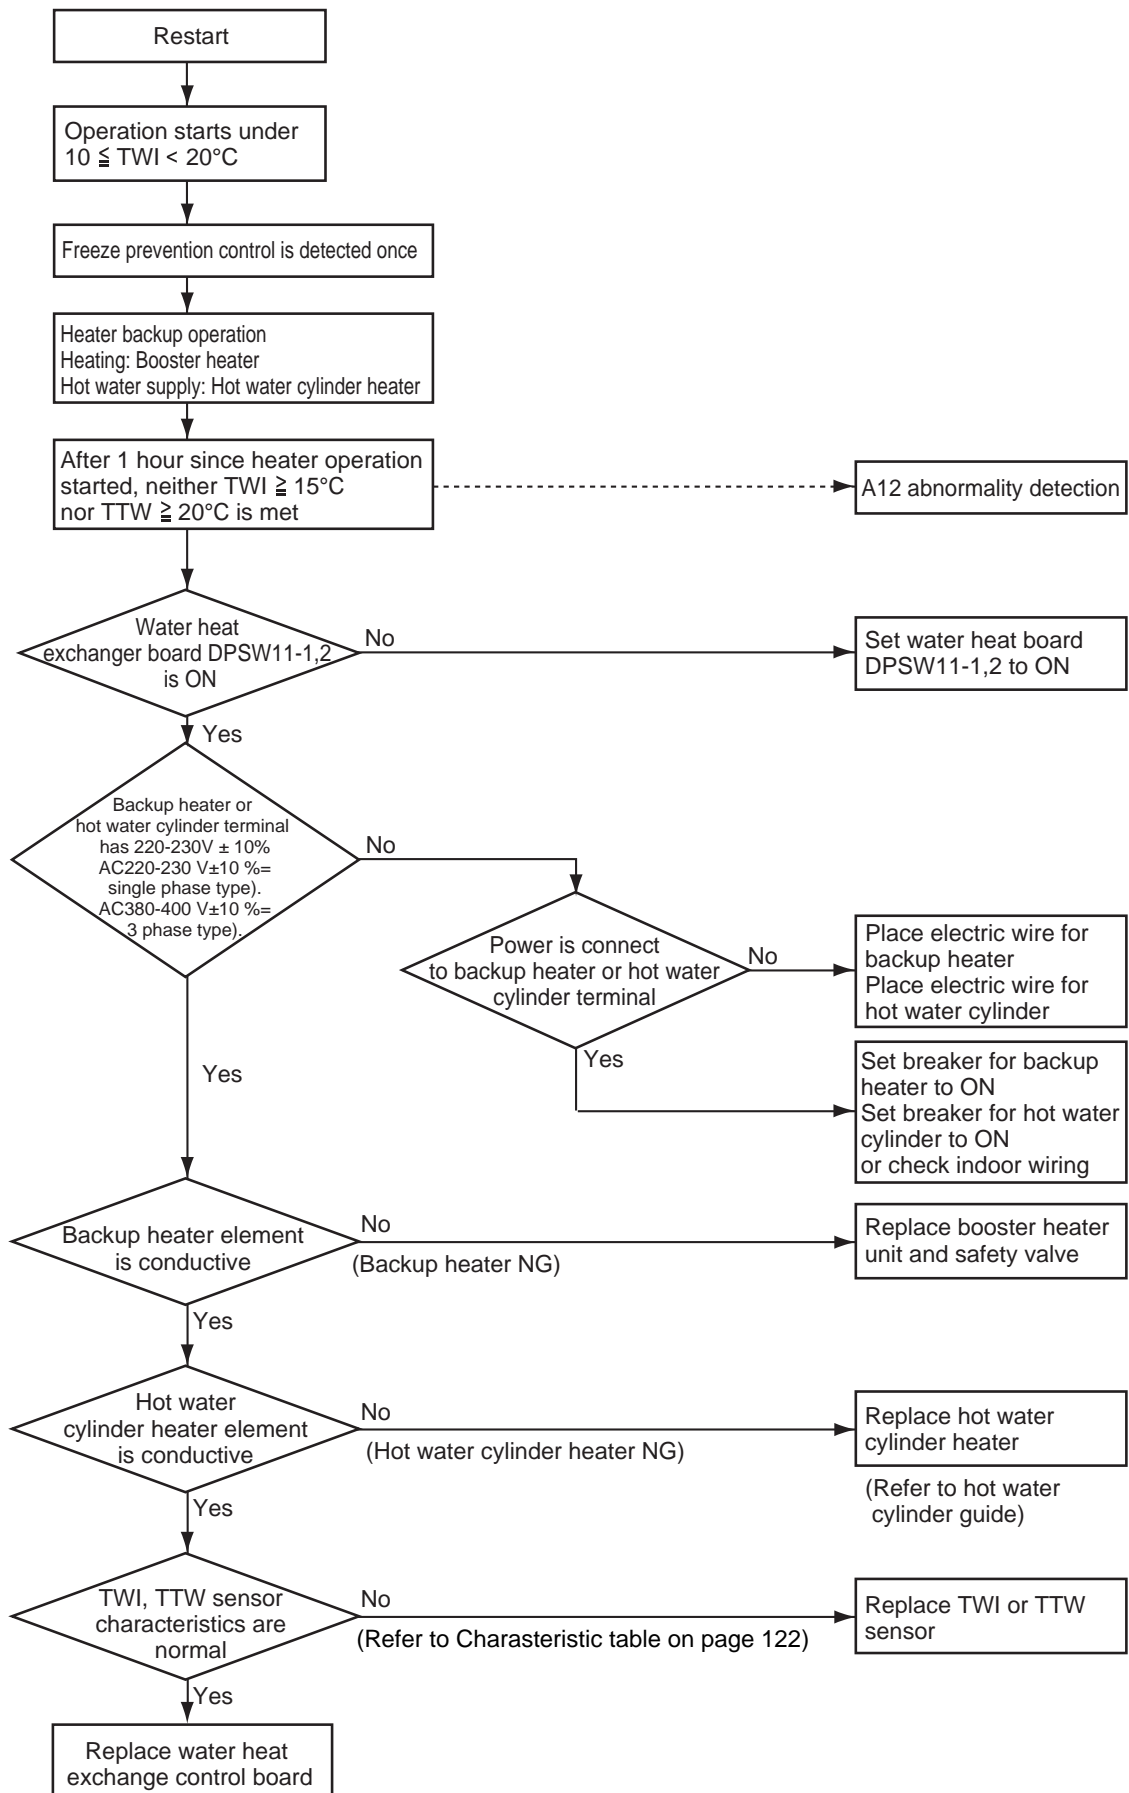 Restart
Operation starts under
10 ≦ TWI < 20°C
Freeze prevention control is detected once
Heater backup operation
Heating: Booster heater
Hot water supply: Hot water cylinder heater
After 1 hour since heater operation
started, neither TWI ≧ 15°C
nor TTW ≧ 20°C is met
A12 abnormality detection
Water heat
exchanger board DPSW11-1,2
is ON
No
Set water heat board
DPSW11-1,2 to ON
Yes
Backup heater or
hot water cylinder terminal
has 220-230V ± 10%
AC220-230 V±10 %=
single phase type).
AC380-400 V±10 %=
3 phase type).
No
Power is connect
to backup heater or hot water
cylinder terminal
No
Place electric wire for
backup heater
Place electric wire for
hot water cylinder
Yes
Set breaker for backup
heater to ON
Set breaker for hot water
cylinder to ON
or check indoor wiring
Yes
Backup heater element
is conductive
No
(Backup heater NG)
Replace booster heater
unit and safety valve
Yes
Hot water
cylinder heater element
is conductive
No
(Hot water cylinder heater NG)
Replace hot water
cylinder heater
(Refer to hot water
cylinder guide)
Yes
TWI, TTW sensor
characteristics are
normal
No
(Refer to Charasteristic table on page 122)
Replace TWI or TTW
sensor
Yes
Replace water heat
exchange control board